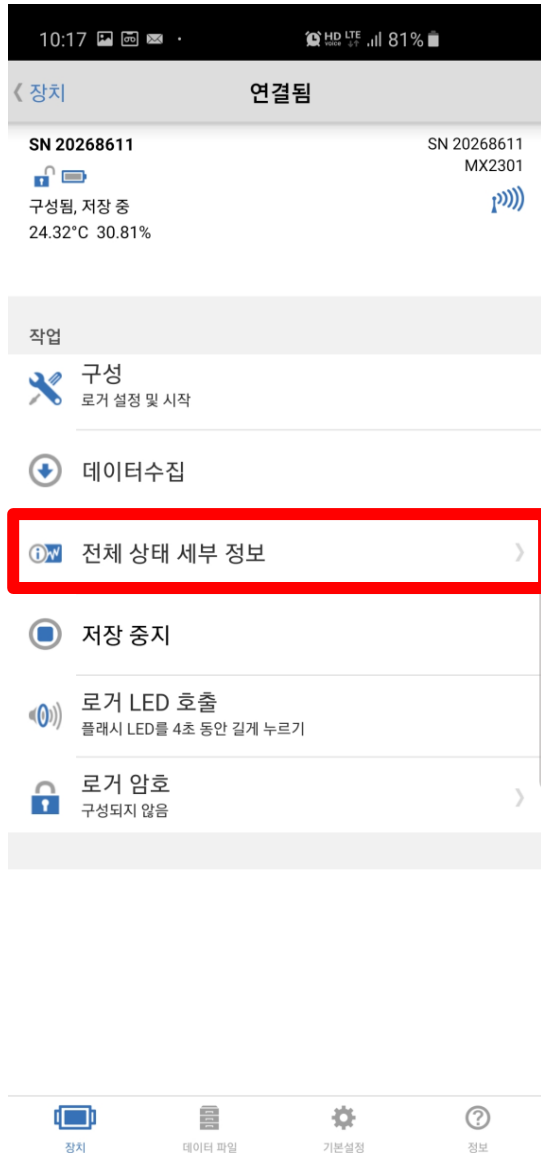 10:17
HD voice LTE 81%
장치
연결됨
SN 20268611
SN 20268611
MX2301
구성됨, 저장 중
24.32°C 30.81%
작업
구성
로거 설정 및 시작
데이터수집
전체 상태 세부 정보
저장 중지
로거 LED 호출
플래시 LED를 4초 동안 길게 누르기
로거 암호
구성되지 않음
장치
데이터 파일
기본설정
정보